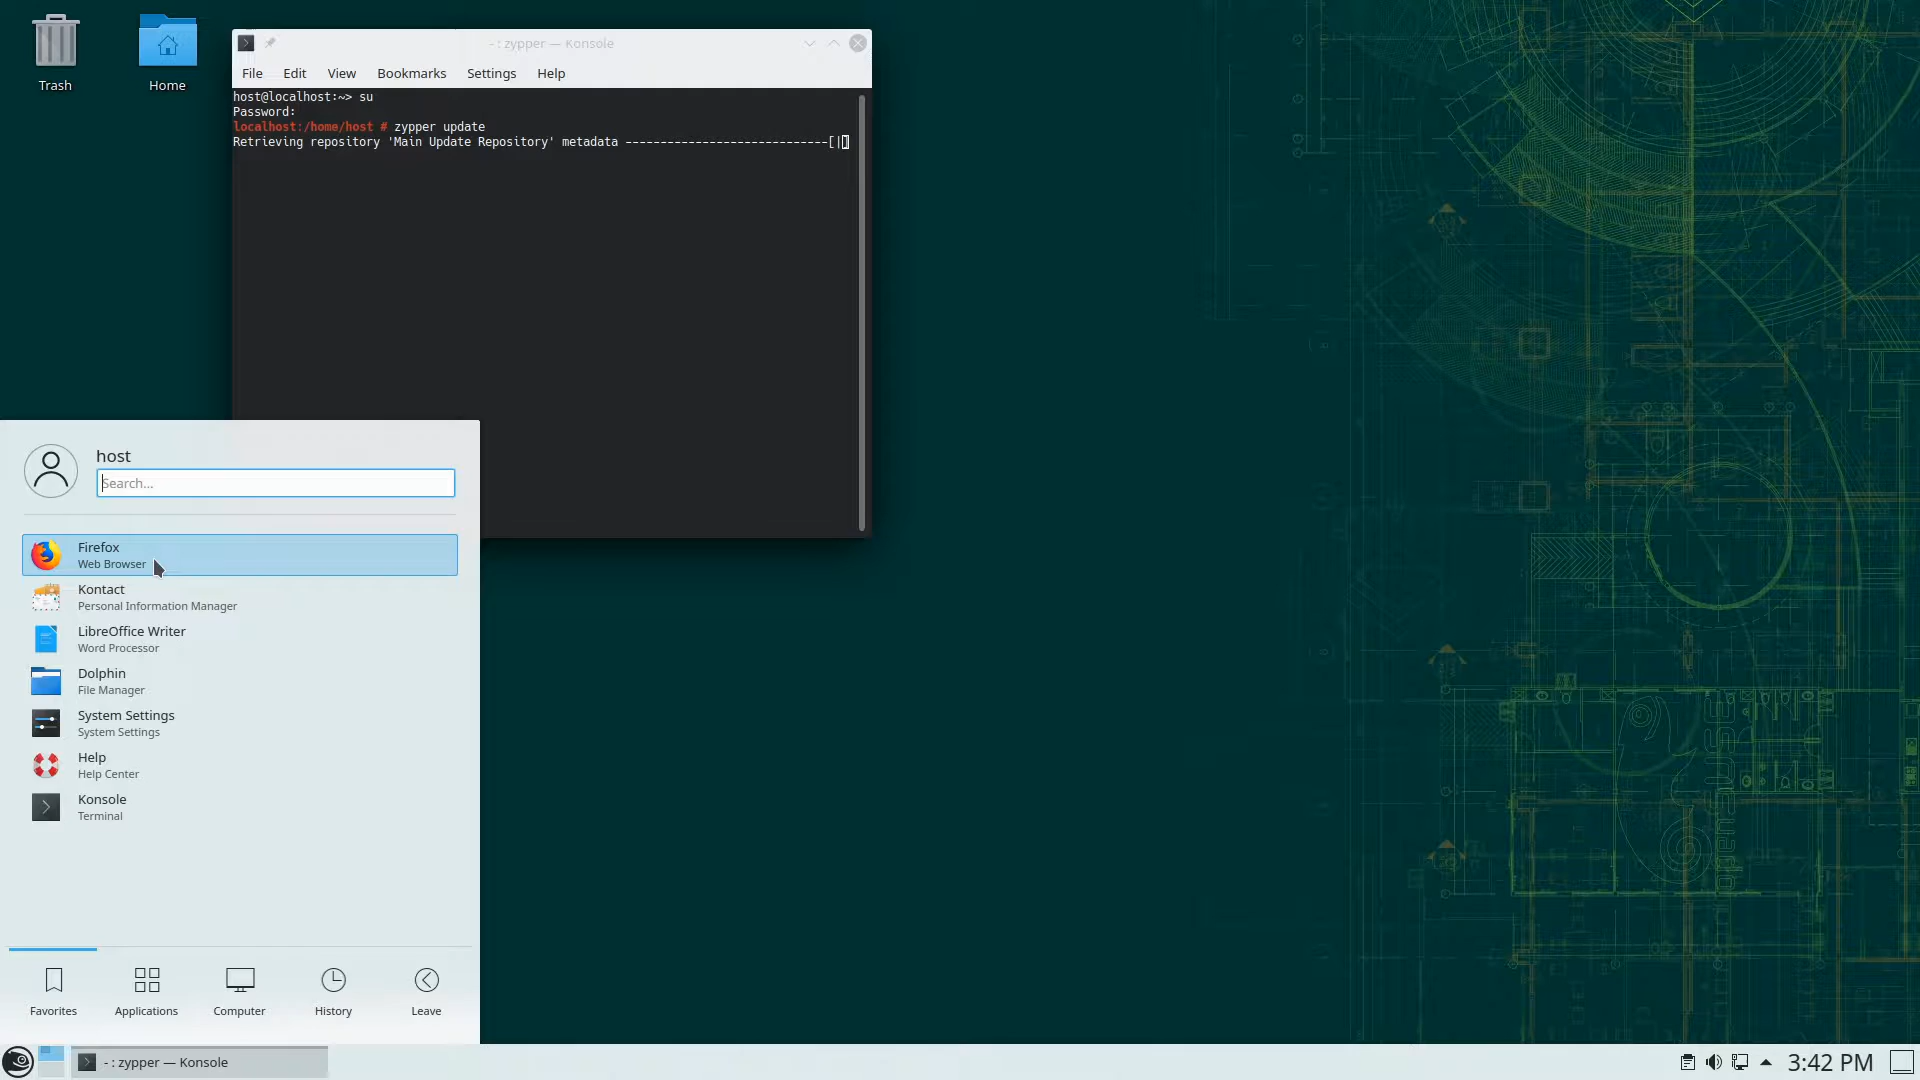 Trash
Home
- : zypper — Konsole
File Edit View Bookmarks Settings Help
host@localhost:~> su
Password:
localhost:/home/host # zypper update
Retrieving repository 'Main Update Repository' metadata -----------------------------[|]
host
Search...
Firefox
Web Browser
Kontact
Personal Information Manager
LibreOffice Writer
Word Processor
Dolphin
File Manager
System Settings
System Settings
Help
Help Center
Konsole
Terminal
Favorites Applications Computer History Leave
openSUSE
- : zypper — Konsole
3:42 PM